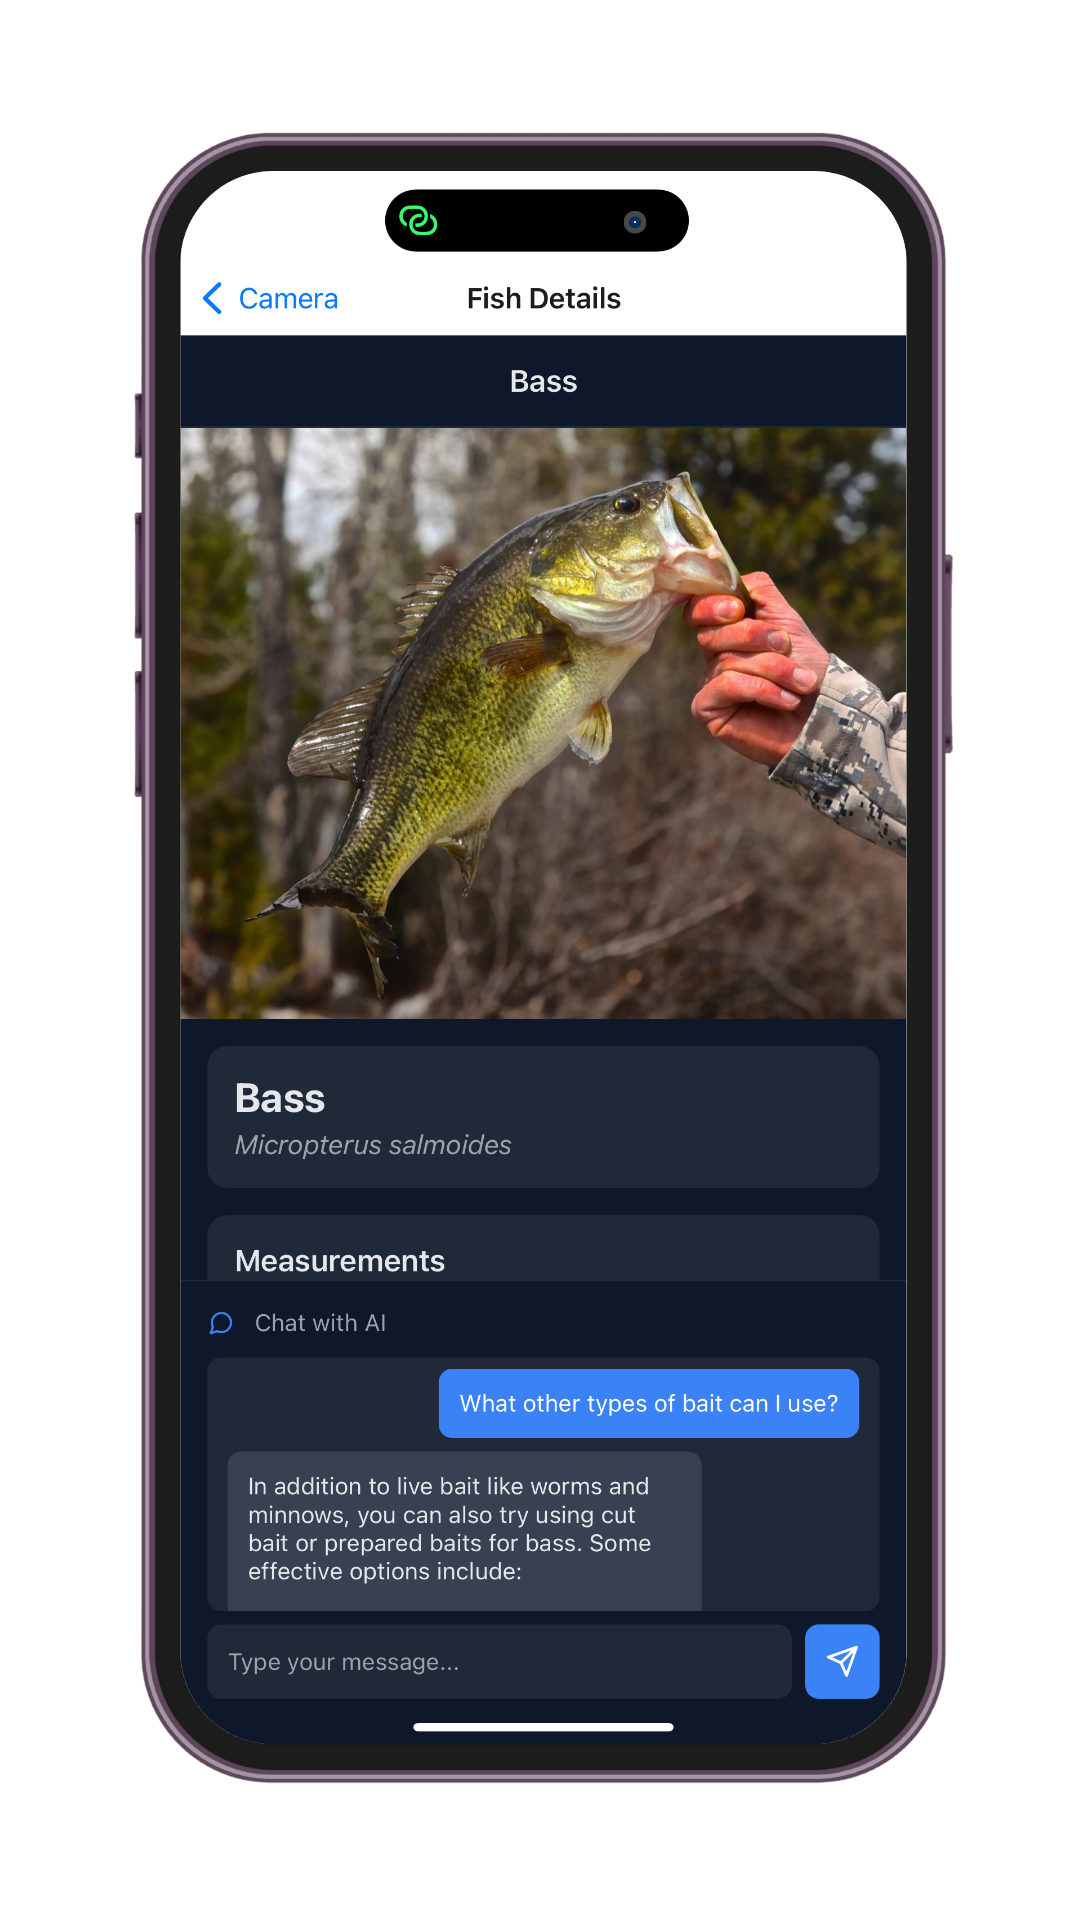 Camera
Fish Details
Bass
Bass
Micropterus salmoides
Measurements
Chat with AI
What other types of bait can I use?
In addition to live bait like worms and
minnows, you can also try using cut
bait or prepared baits for bass. Some
effective options include:
Type your message...